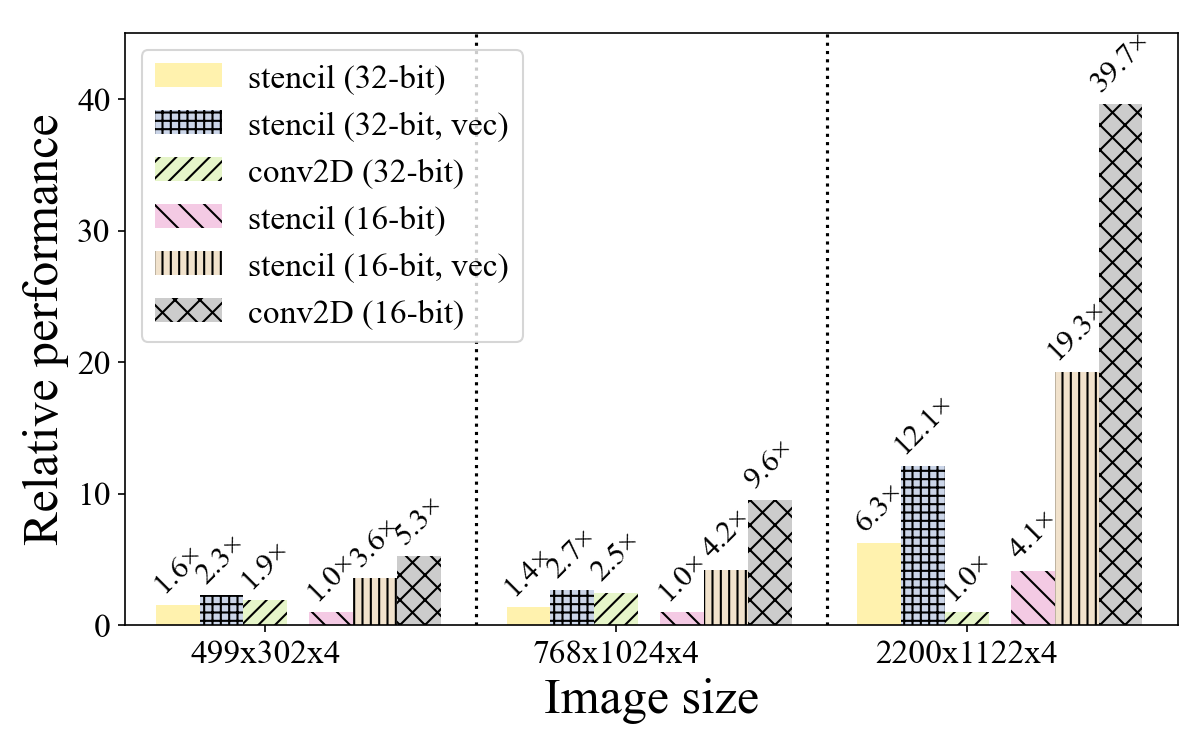 Relative performance
40
30
20
10
0
stencil (32-bit)
stencil (32-bit, vec)
conv2D (32-bit)
stencil (16-bit)
stencil (16-bit, vec)
conv2D (16-bit)
1.6×
2.3×
1.9×
1.0×
3.6×
5.3×
1.4×
2.7×
2.5×
1.0×
4.2×
9.6×
6.3×
12.1×
1.0×
4.1×
19.3×
39.7×
499x302x4
768x1024x4
2200x1122x4
Image size